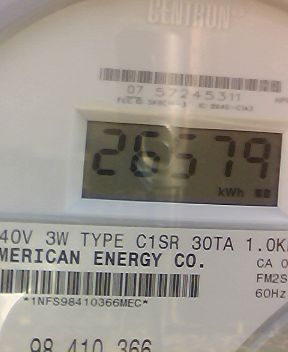 CENTRON
07 57245311
26579
kWh
40V 3W TYPE C1SR 30TA 1.0K
MERICAN ENERGY CO.
CA 0
FM2S
60Hz
*1NFS98410366MEC*
98 410 366